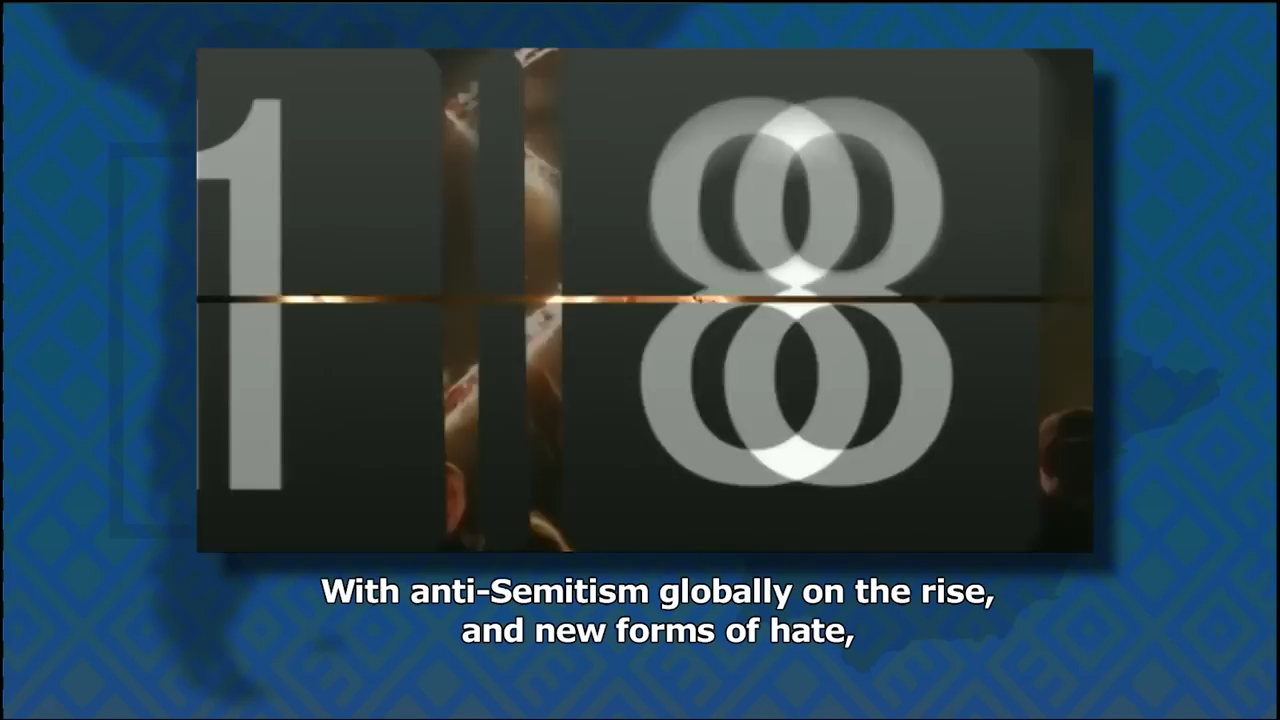 18
With anti-Semitism globally on the rise,
and new forms of hate,